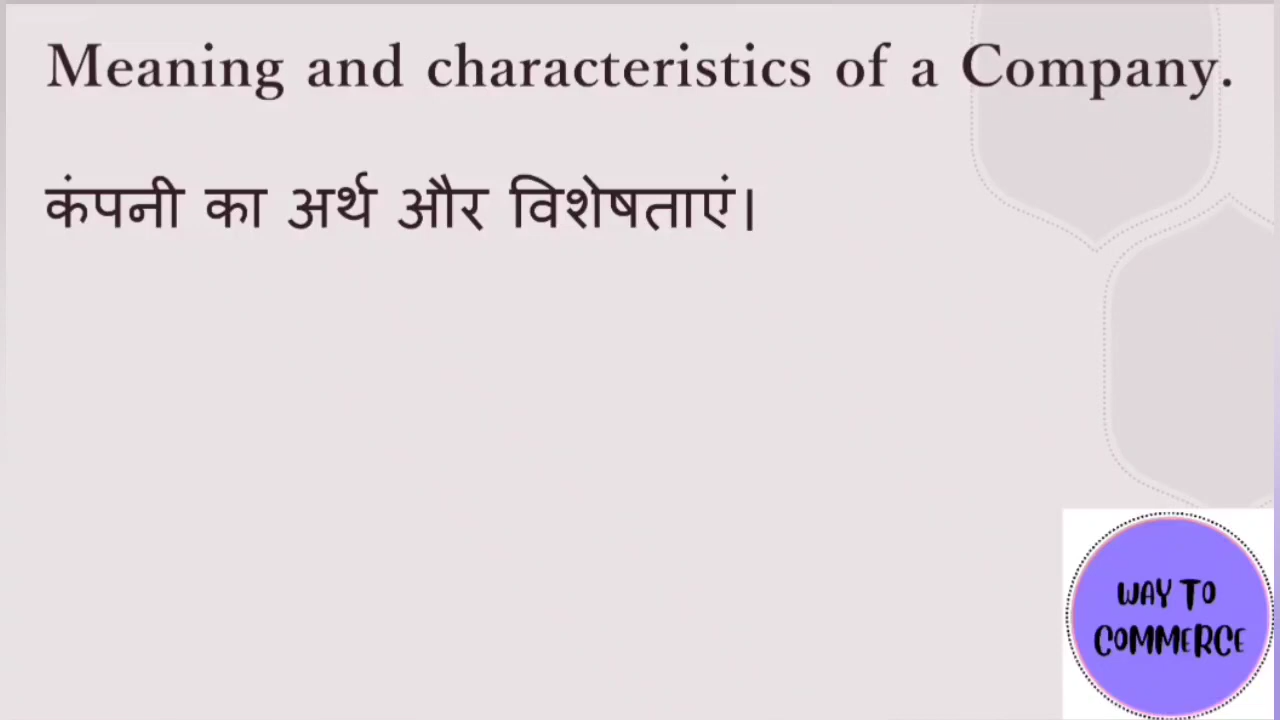 Meaning and characteristics of a Company.
कंपनी का अर्थ और विशेषताएं।
WAY TO
COMMERCE